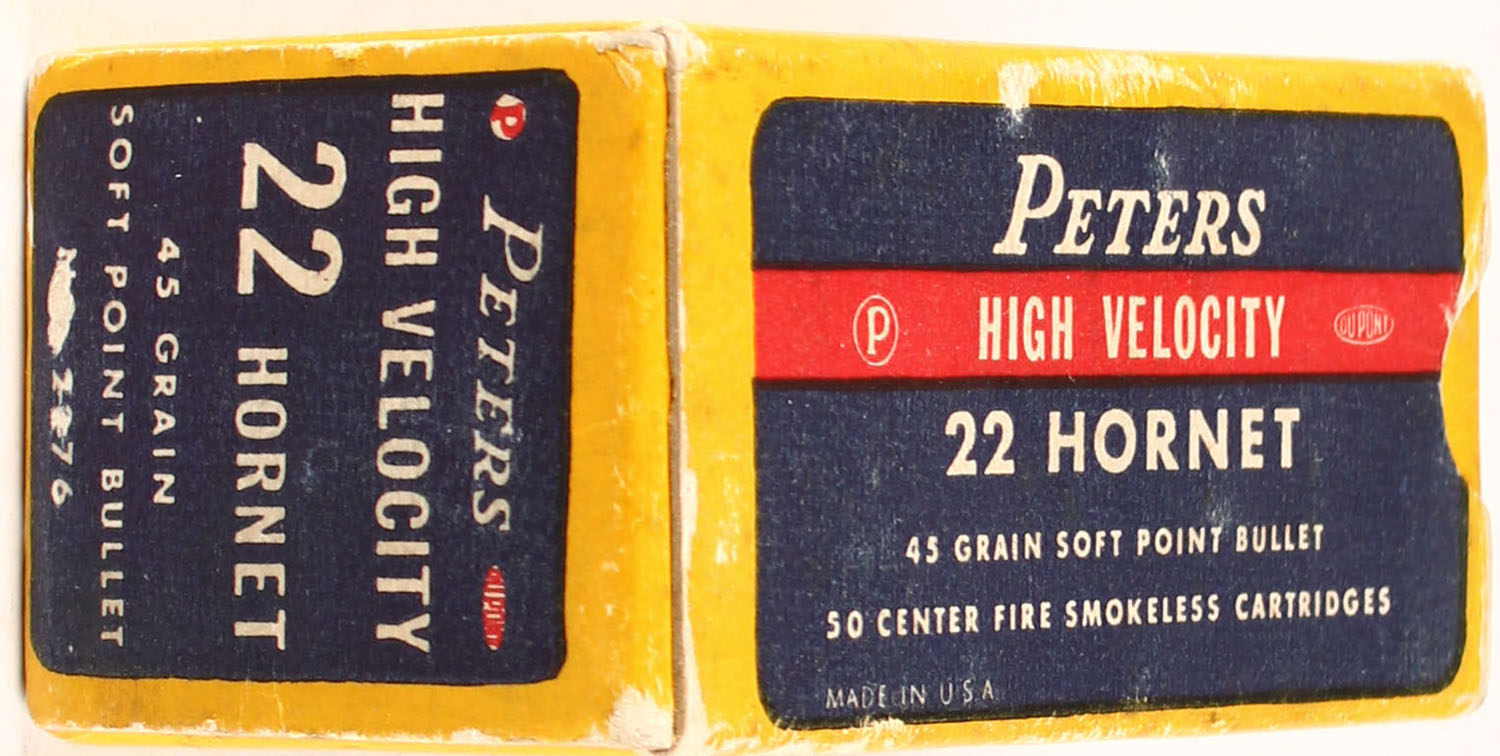 P PETERS DUPONT
HIGH VELOCITY
22 HORNET
45 GRAIN
SOFT POINT BULLET
PETERS
P HIGH VELOCITY DU PONT
22 HORNET
45 GRAIN SOFT POINT BULLET
50 CENTER FIRE SMOKELESS CARTRIDGES
MADE IN U S A